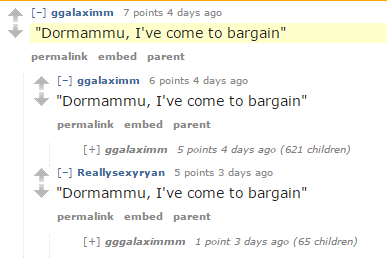 [–] ggalaximm 7 points 4 days ago
"Dormammu, I've come to bargain"
permalink embed parent
[–] ggalaximm 6 points 4 days ago
"Dormammu, I've come to bargain"
permalink embed parent
[+] ggalaximm 5 points 4 days ago (621 children)
[–] Reallysexyryan 5 points 3 days ago
"Dormammu, I've come to bargain"
permalink embed parent
[+] gggalaximmm 1 point 3 days ago (65 children)